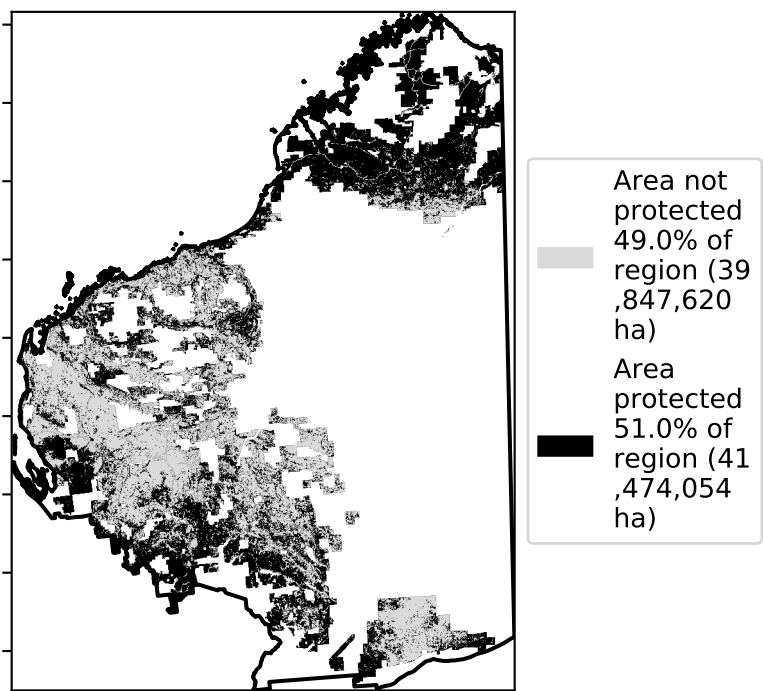 Area not
protected
49.0% of
region (39
,847,620
ha)
Area
protected
51.0% of
region (41
,474,054
ha)